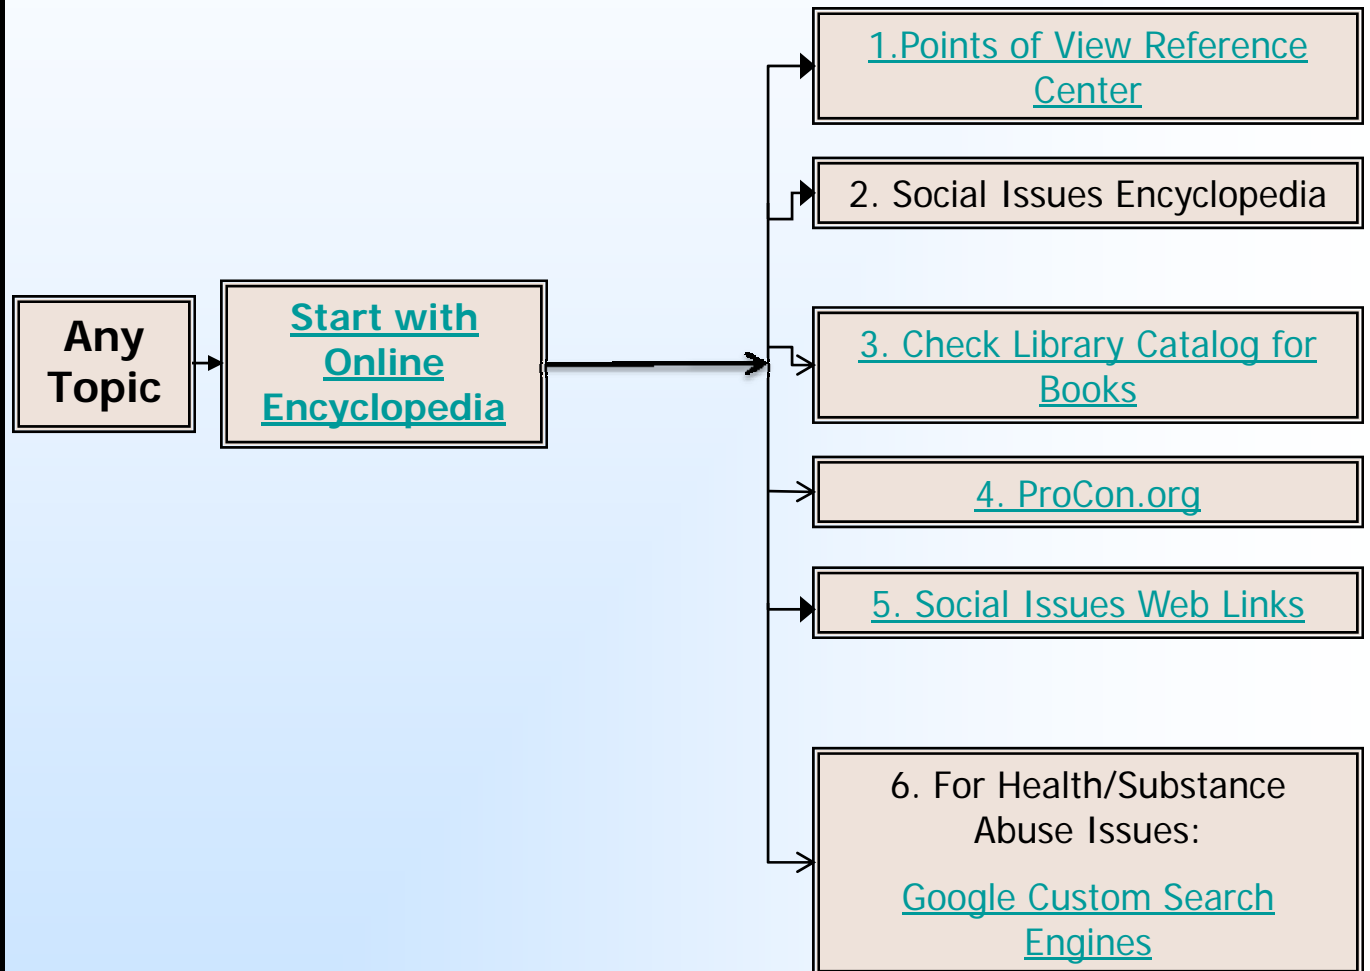 Any
Topic
Start with
Online
Encyclopedia
1.Points of View Reference
Center
2. Social Issues Encyclopedia
3. Check Library Catalog for
Books
4. ProCon.org
5. Social Issues Web Links
6. For Health/Substance
Abuse Issues:
Google Custom Search
Engines